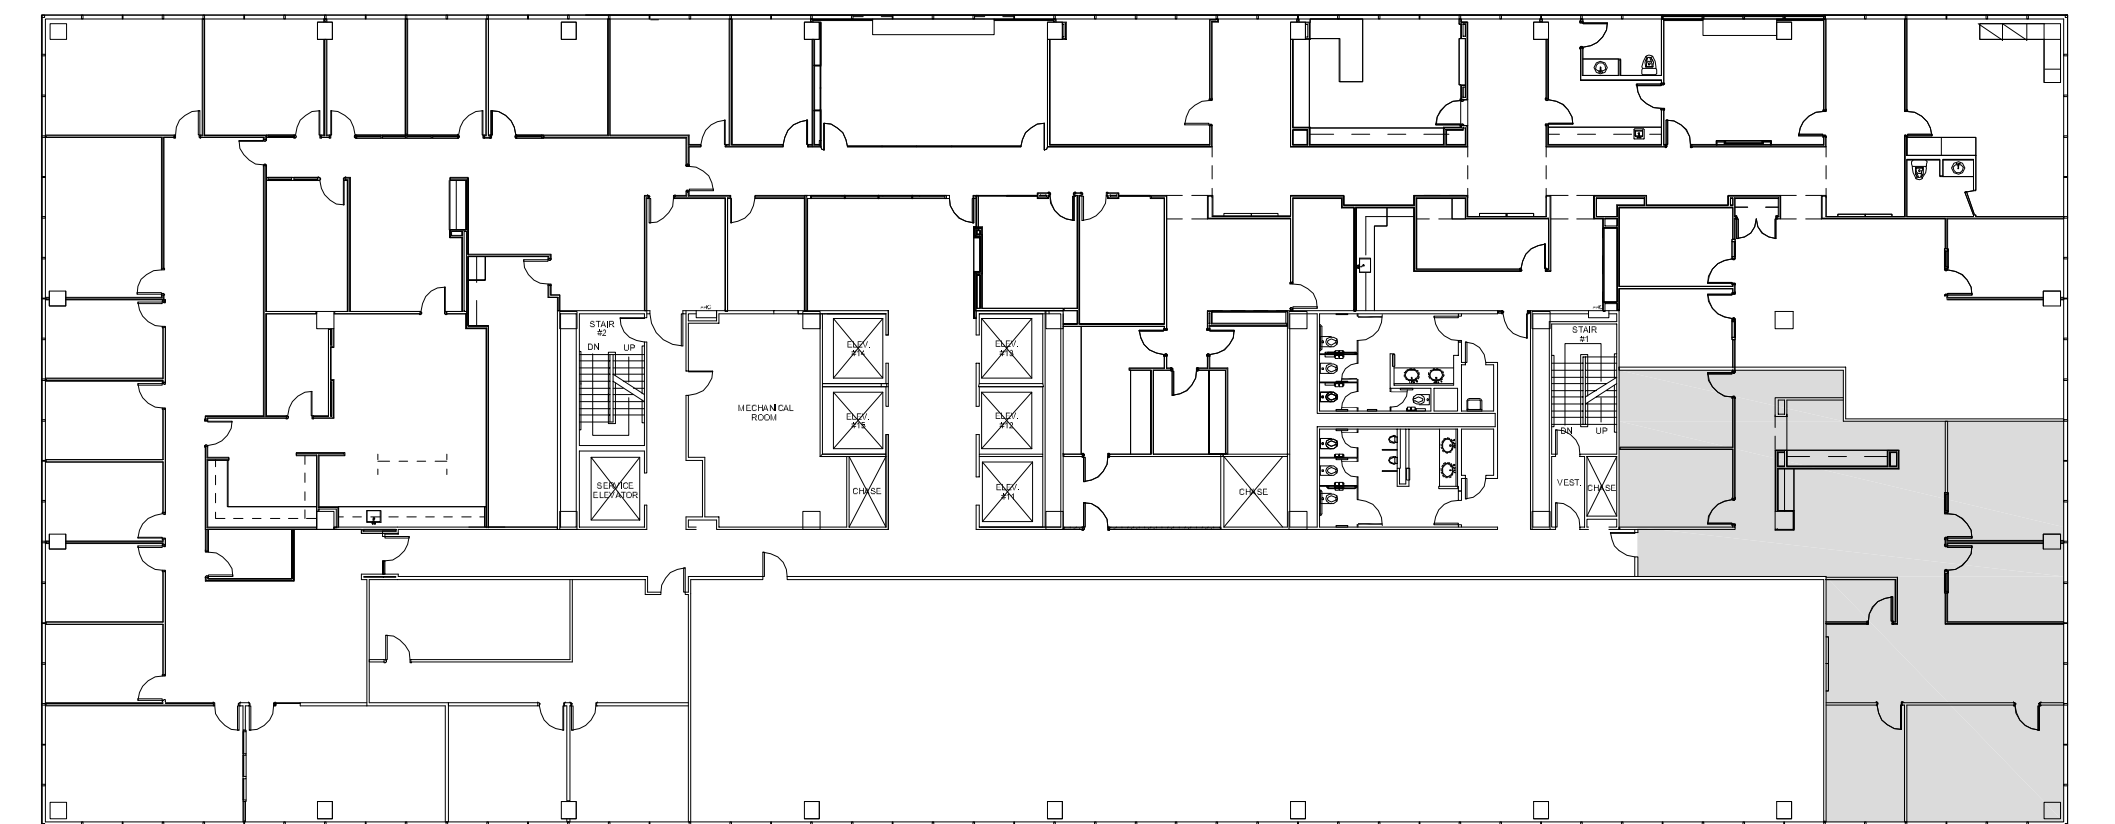 STAIR
#2
DN UP
ELEV.
#14
ELEV.
#13
STAIR
#1
MECHANICAL
ROOM
ELEV.
#15
ELEV.
#12
DN UP
SERVICE
ELEVATOR
CHASE
ELEV.
#11
CHASE
VEST.
CHASE